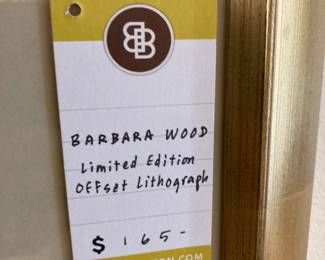 BARBARA WOOD
Limited Edition
Offset Lithograph
$ 165-